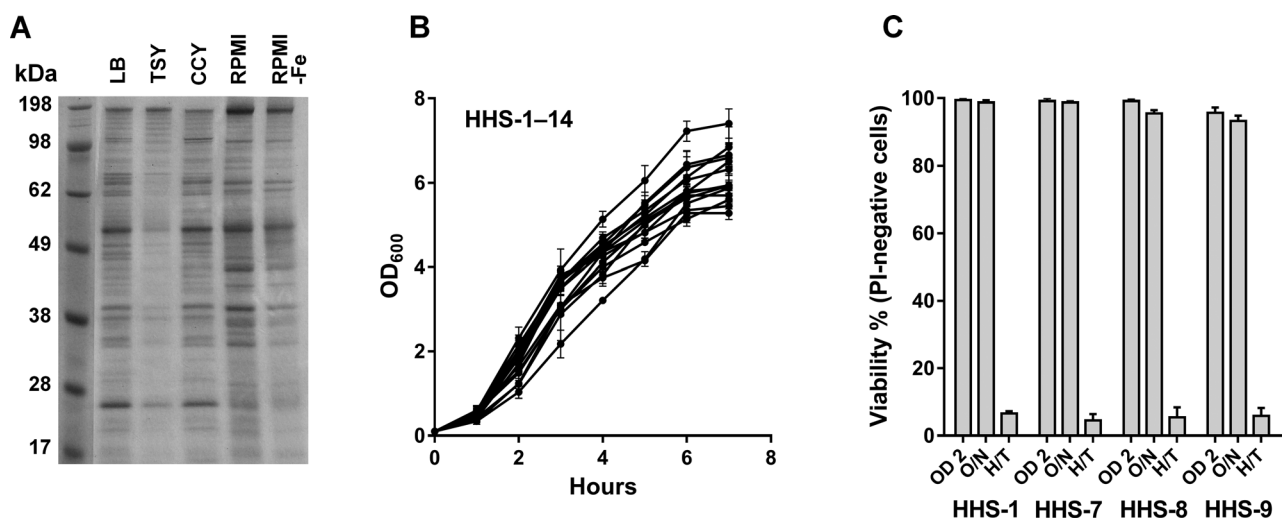 A
kDa
LB
TSY
CCY
RPMI
RPMI
-Fe
198
98
62
49
38
28
17
B
HHS-1–14
OD600
8
6
4
2
0
0 2 4 6 8
Hours
C
Viability % (PI-negative cells)
100
80
60
40
20
0
OD 2 O/N H/T OD 2 O/N H/T OD 2 O/N H/T OD 2 O/N H/T
HHS-1 HHS-7 HHS-8 HHS-9